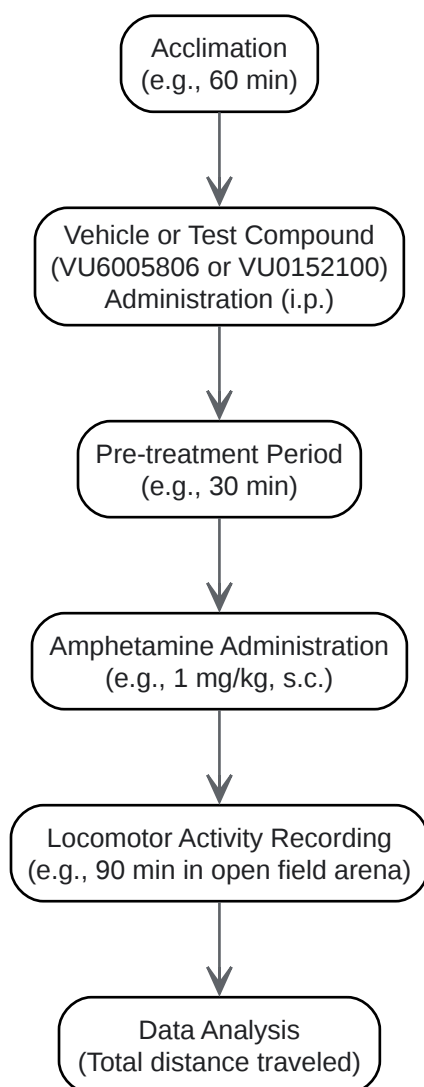 Acclimation
(e.g., 60 min)
Vehicle or Test Compound
(VU6005806 or VU0152100)
Administration (i.p.)
Pre-treatment Period
(e.g., 30 min)
Amphetamine Administration
(e.g., 1 mg/kg, s.c.)
Locomotor Activity Recording
(e.g., 90 min in open field arena)
Data Analysis
(Total distance traveled)